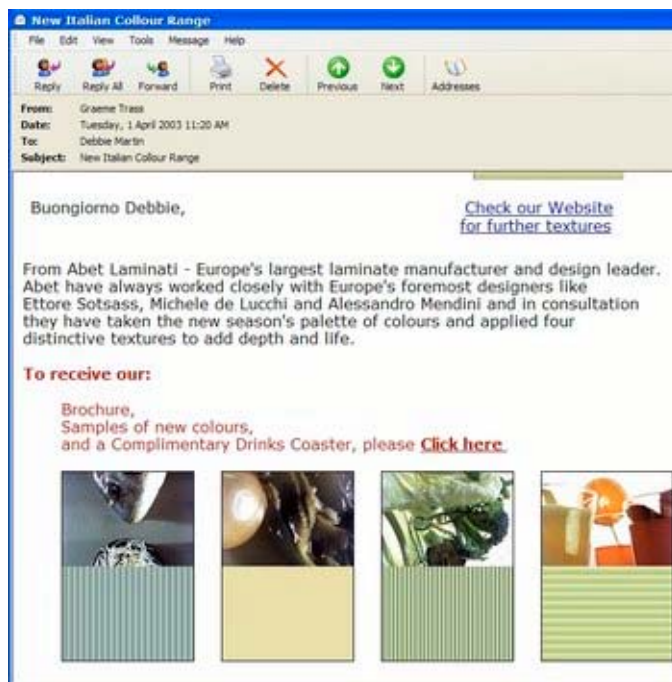 New Italian Collour Range
File Edit View Tools Message Help
Reply Reply All Forward Print Delete Previous Next Addresses
From: Graeme Trass
Date: Tuesday, 1 April 2003 11:20 AM
To: Debbie Martin
Subject: New Italian Collour Range
Buongiorno Debbie,
Check our Website
for further textures
From Abet Laminati - Europe's largest laminate manufacturer and design leader.
Abet have always worked closely with Europe's foremost designers like
Ettore Sotsass, Michele de Lucchi and Alessandro Mendini and in consultation
they have taken the new season's palette of colours and applied four
distinctive textures to add depth and life.
To receive our:
Brochure,
Samples of new colours,
and a Complimentary Drinks Coaster, please Click here